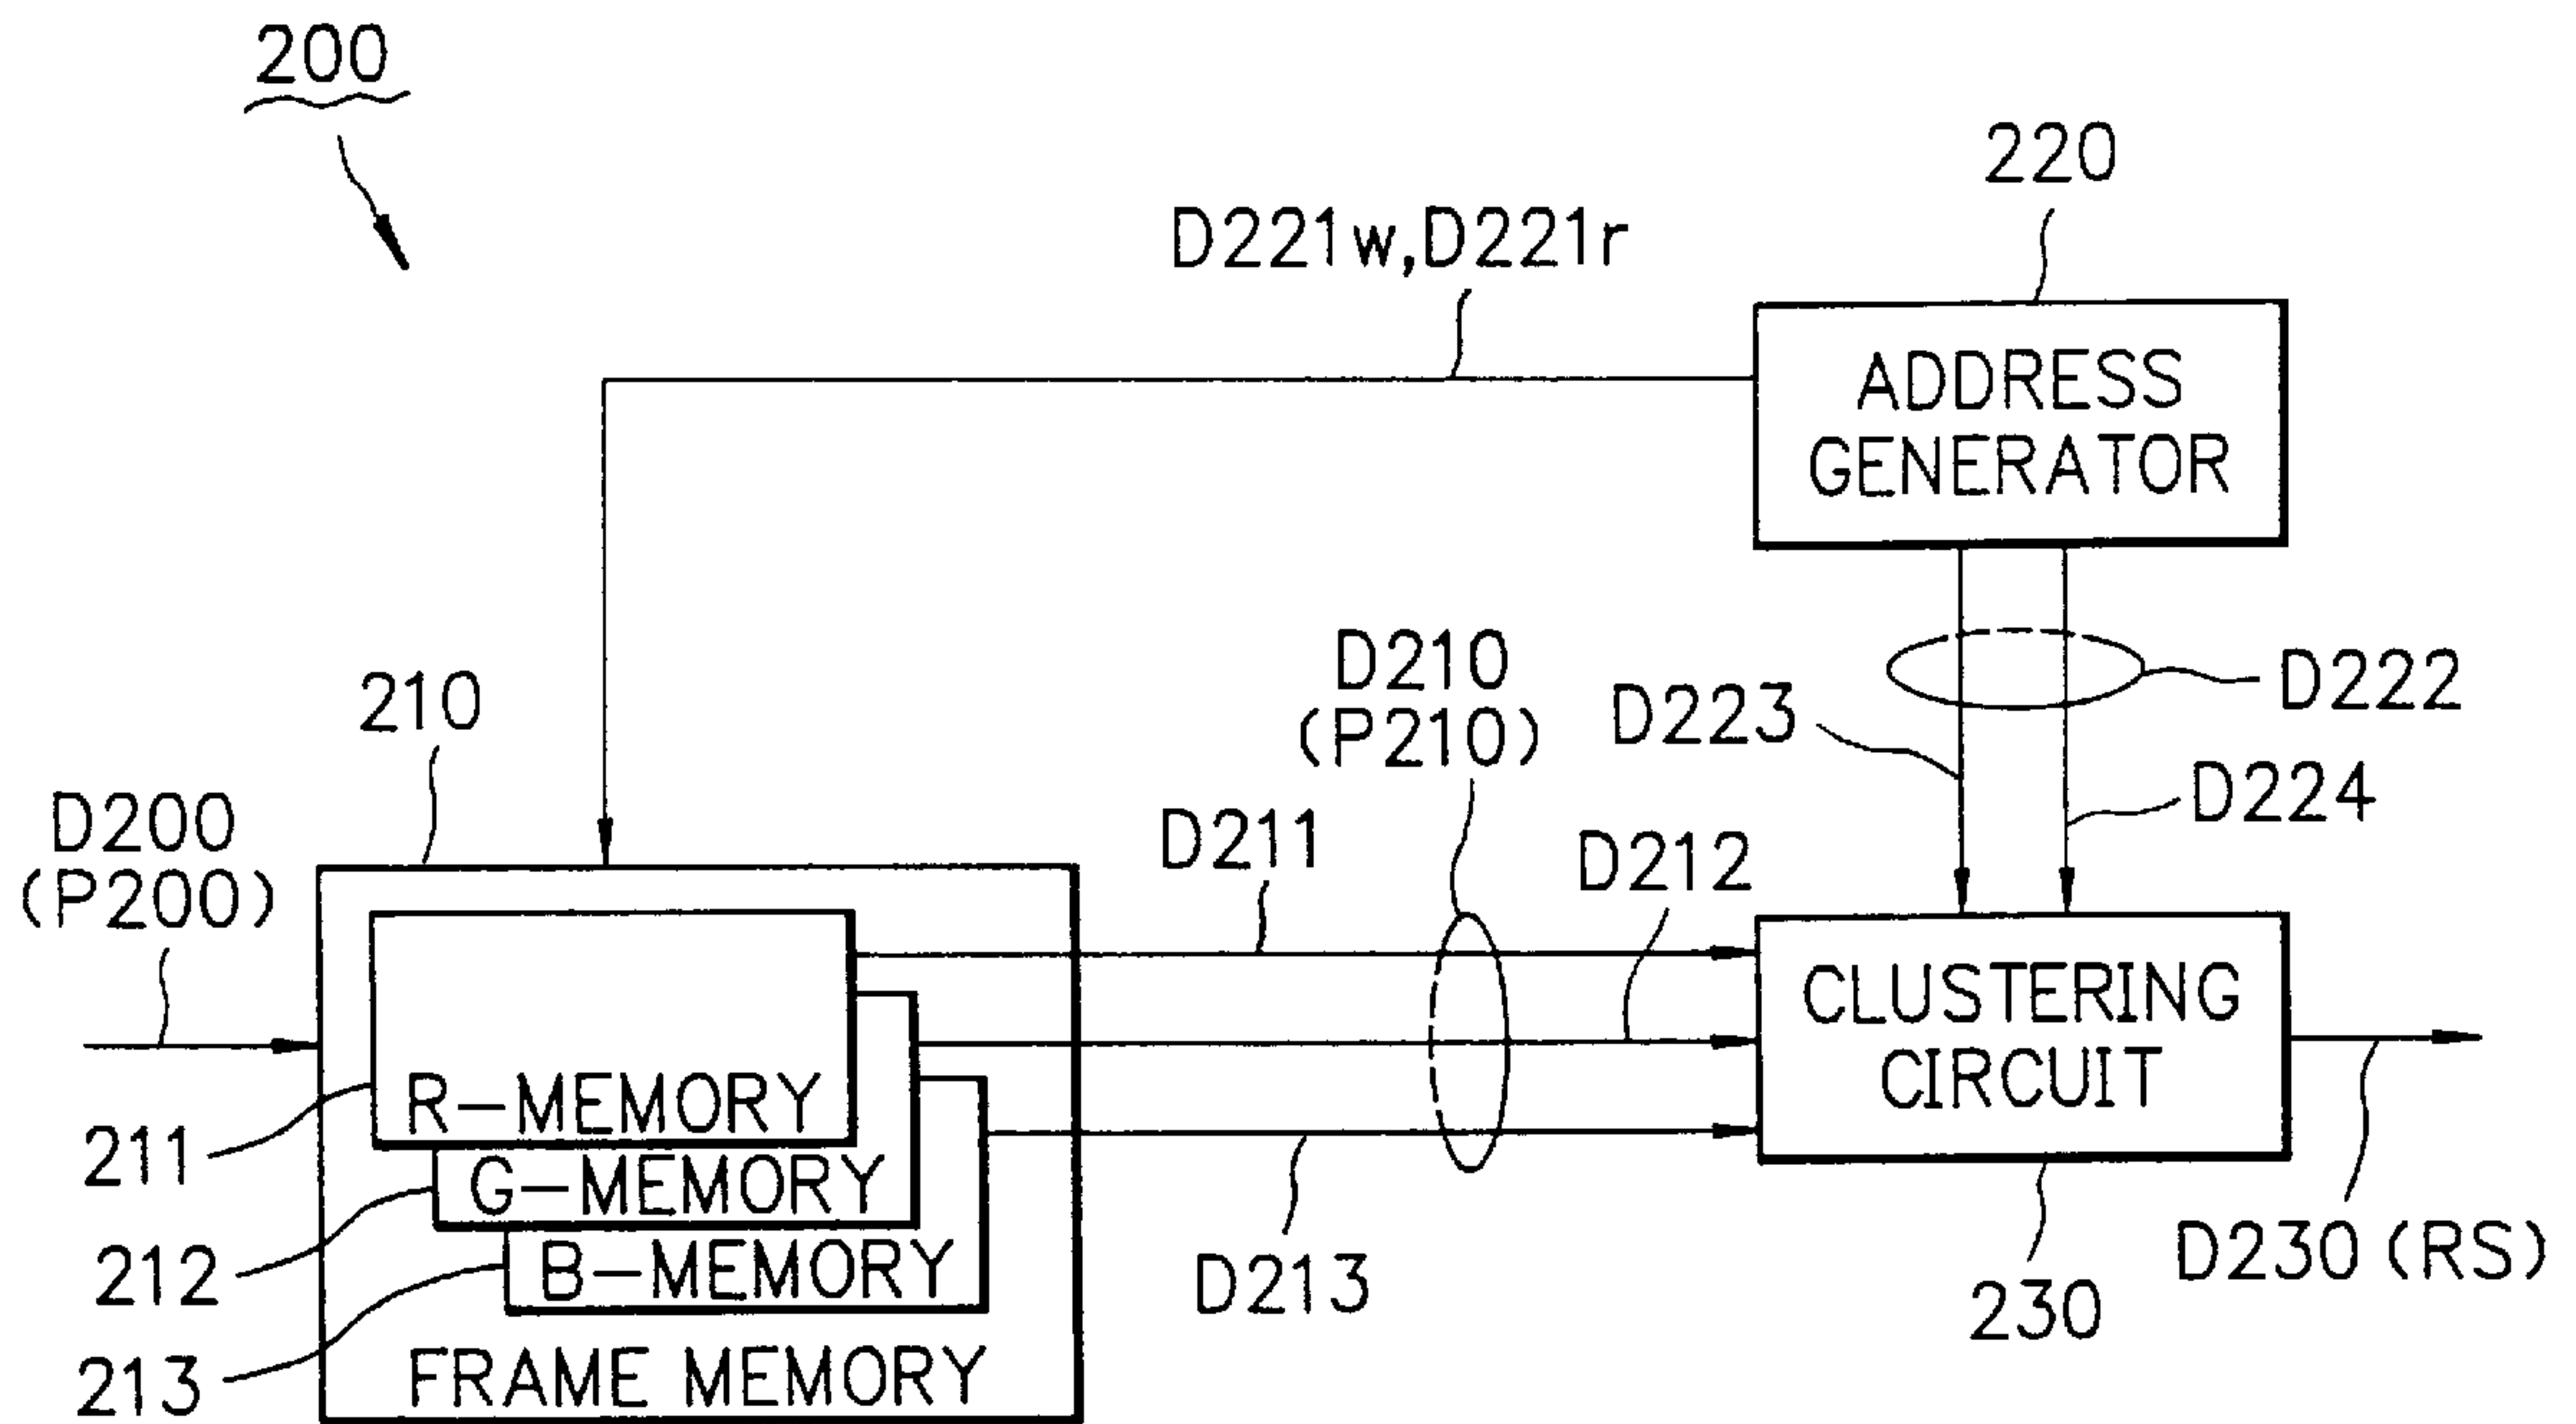 200
220
D221w,D221r
ADDRESS
GENERATOR
D210
(P210)
D222
D223
210
D224
D200
(P200)
D211
D212
CLUSTERING
CIRCUIT
R-MEMORY
211
G-MEMORY
212
B-MEMORY
213
D213
D230 (RS)
230
FRAME MEMORY